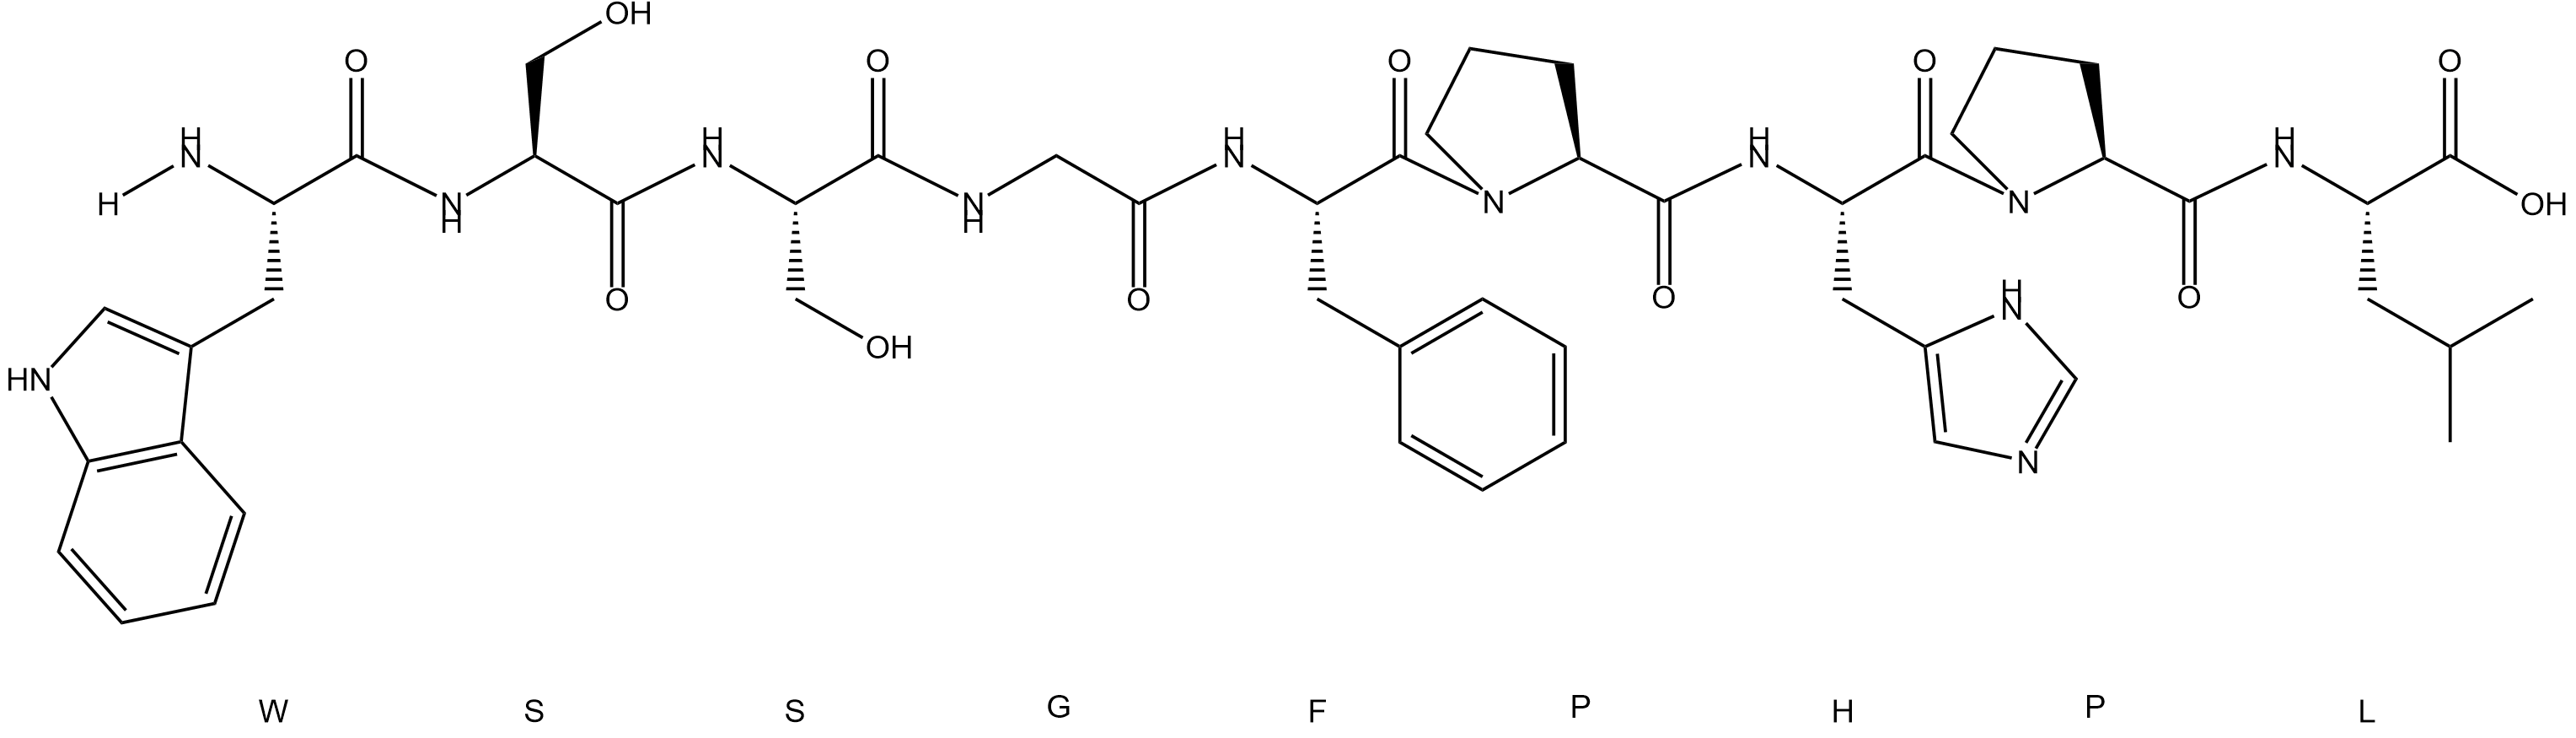 OH
O O O O O
H H H H H
N N N N N
H N N N N OH
H H
O O O O
H
N
OH
HN
N
W S S G F P H P L